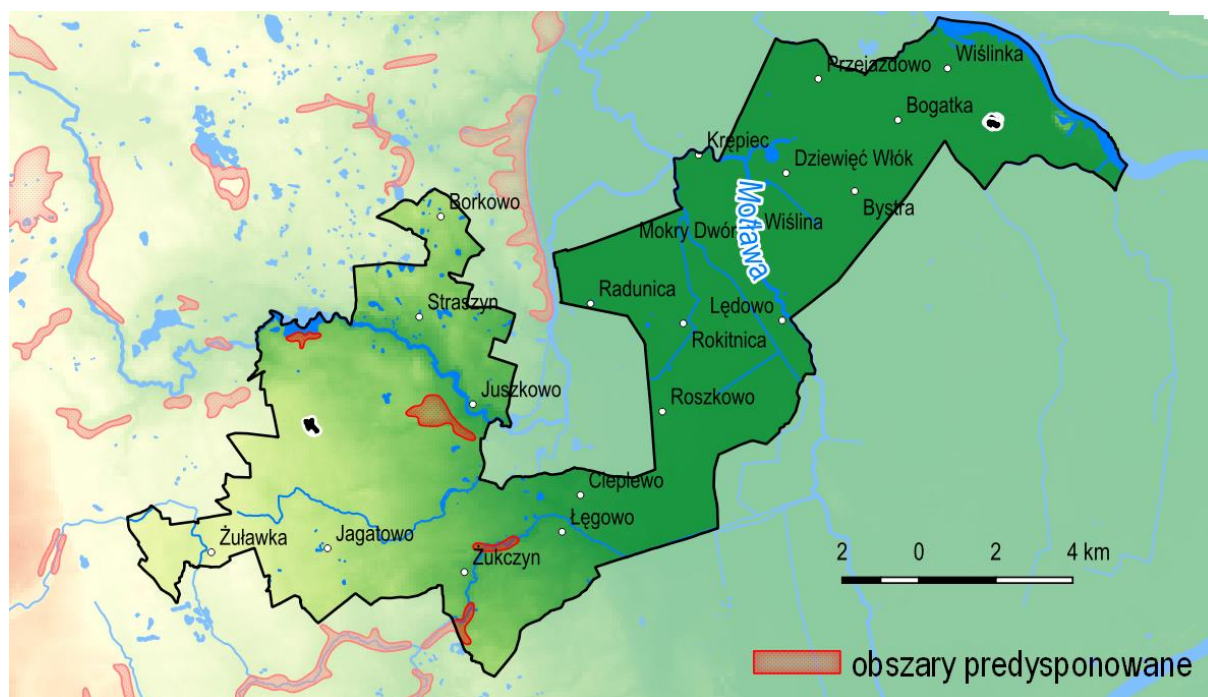 Wiślinka
Przejazdowo
Bogatka
Krępiec
Dziewięć Włók
Borkowo
Bystra
Mokry Dwór
Wiślina
Motława
Radunica
Straszyn
Lędowo
Rokitnica
Juszkowo
Roszkowo
Cieplewo
Łęgowo
Żuławka
Jagatowo
Żukczyn
2 0 2 4 km
obszary predysponowane